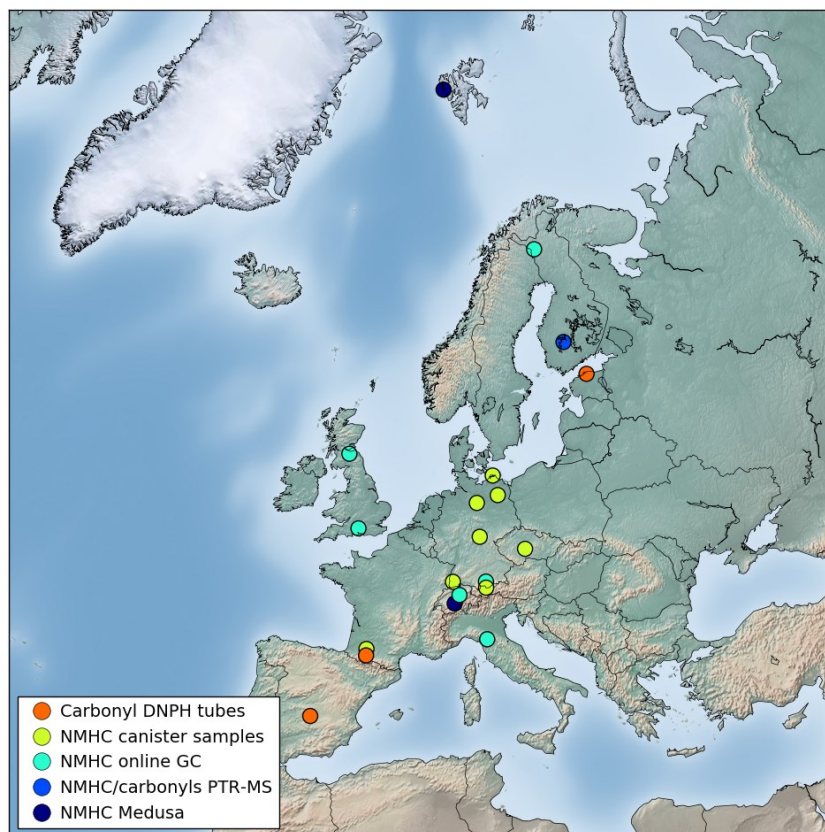 Carbonyl DNPH tubes
NMHC canister samples
NMHC online GC
NMHC/carbonyls PTR-MS
NMHC Medusa